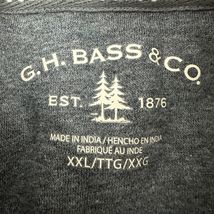 G.H. BASS & CO.
EST. 1876
MADE IN INDIA / HENCHO EN INDIA
FABRIQUÉ AU INDE
XXL/TTG/XXG